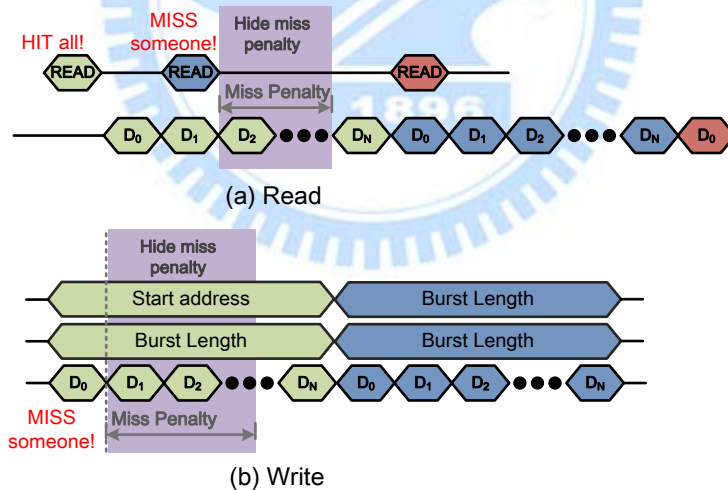 HIT all!
MISS
someone!
Hide miss
penalty
READ READ READ
Miss Penalty
1896
D0 D1 D2 DN D0 D1 D2 DN D0
(a) Read
Hide miss
penalty
Start address Burst Length
Burst Length Burst Length
D0 D1 D2 DN D0 D1 D2 DN
MISS
someone!
Miss Penalty
(b) Write